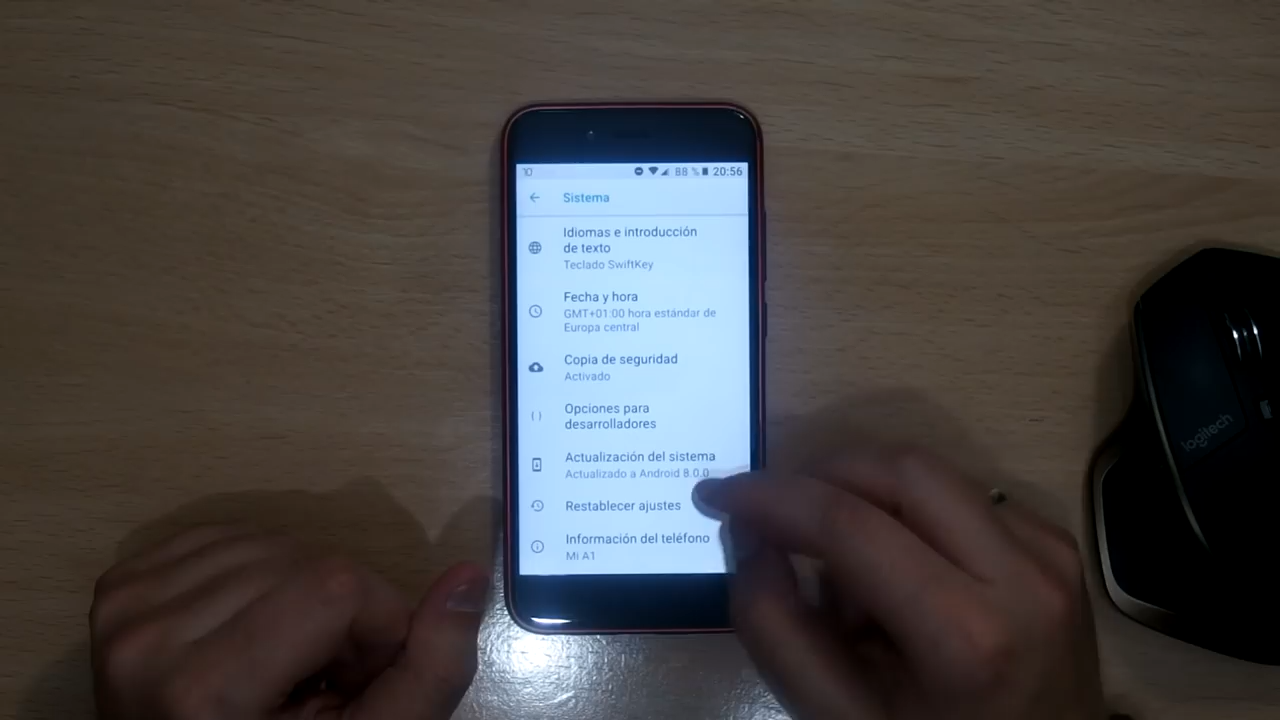 88 % 20:56
Sistema
Idiomas e introducción
de texto
Teclado SwiftKey
Fecha y hora
GMT+01:00 hora estándar de
Europa central
Copia de seguridad
Activado
Opciones para
desarrolladores
Actualización del sistema
Actualizado a Android 8.0.0
Restablecer ajustes
Información del teléfono
Mi A1
logitech